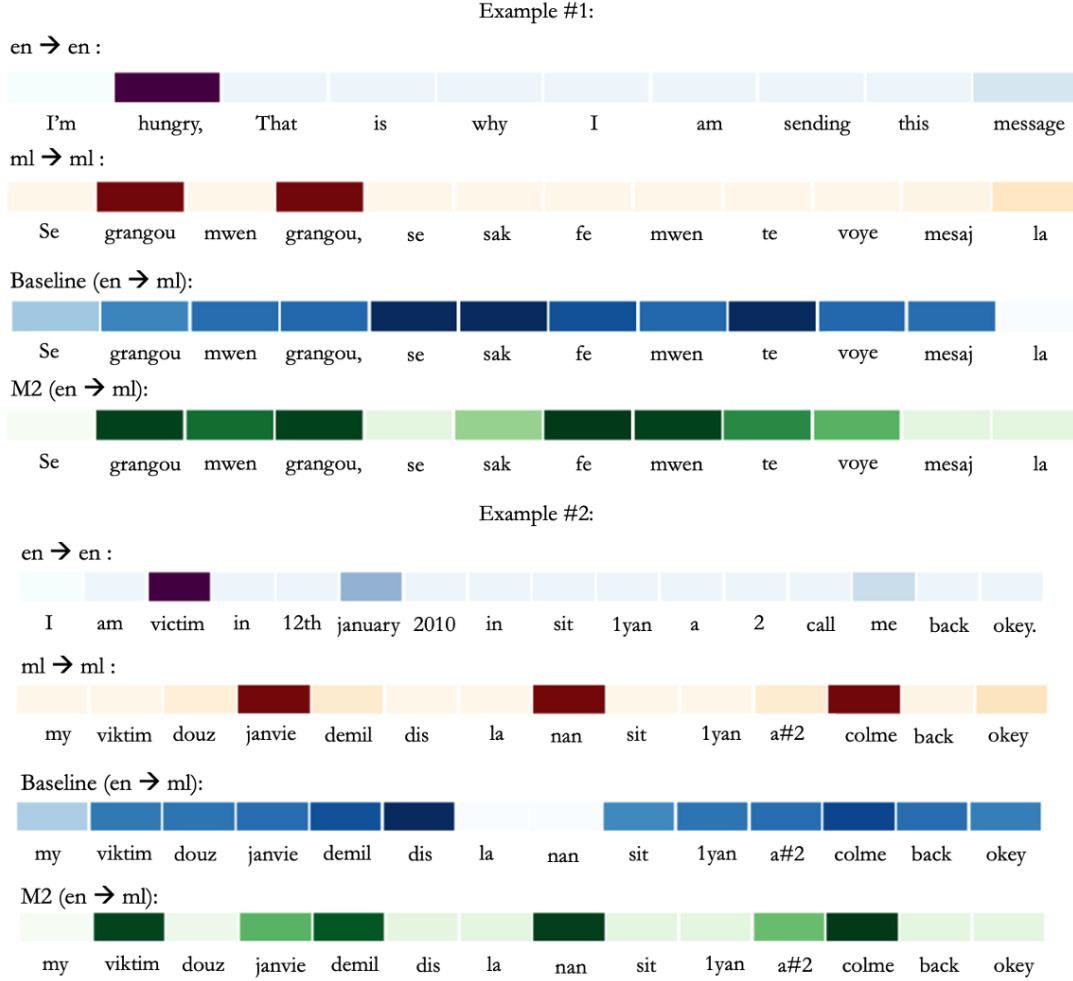 Example #1:
en → en :
I'm hungry, That is why I am sending this message
ml → ml :
Se grangou mwen grangou, se sak fe mwen te voye mesaj la
Baseline (en → ml):
Se grangou mwen grangou, se sak fe mwen te voye mesaj la
M2 (en → ml):
Se grangou mwen grangou, se sak fe mwen te voye mesaj la
Example #2:
en → en :
I am victim in 12th january 2010 in sit 1yan a 2 call me back okey.
ml → ml :
my viktim douz janvie demil dis la nan sit 1yan a#2 colme back okey
Baseline (en → ml):
my viktim douz janvie demil dis la nan sit 1yan a#2 colme back okey
M2 (en → ml):
my viktim douz janvie demil dis la nan sit 1yan a#2 colme back okey